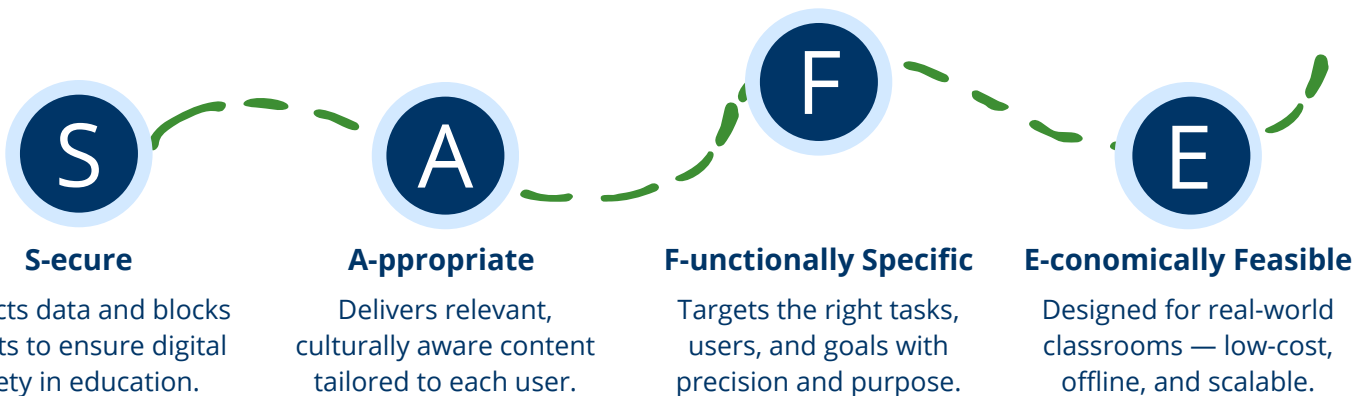 S
A
F
E
S-ecure
cts data and blocks
ts to ensure digital
ety in education.
A-ppropriate
Delivers relevant,
culturally aware content
tailored to each user.
F-unctionally Specific
Targets the right tasks,
users, and goals with
precision and purpose.
E-conomically Feasible
Designed for real-world
classrooms — low-cost,
offline, and scalable.